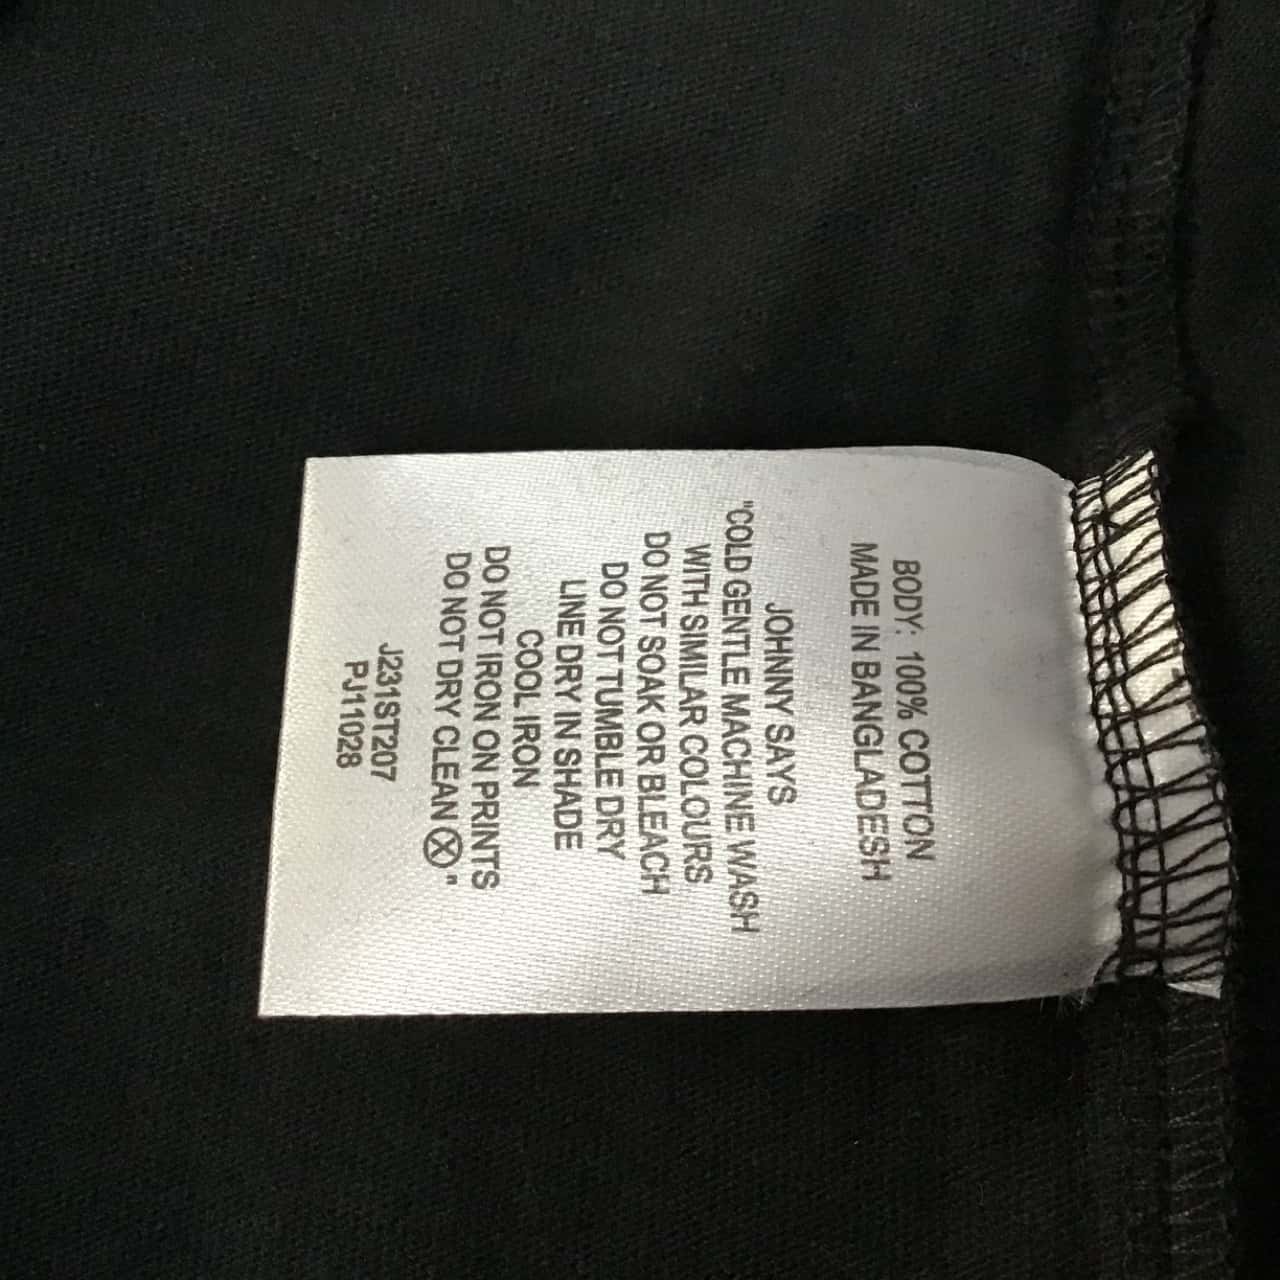 BODY: 100% COTTON
MADE IN BANGLADESH
JOHNNY SAYS
"COLD GENTLE MACHINE WASH
WITH SIMILAR COLOURS
DO NOT SOAK OR BLEACH
DO NOT TUMBLE DRY
LINE DRY IN SHADE
COOL IRON
DO NOT IRON ON PRINTS
DO NOT DRY CLEAN ⓧ"
J231ST207
PJ11028